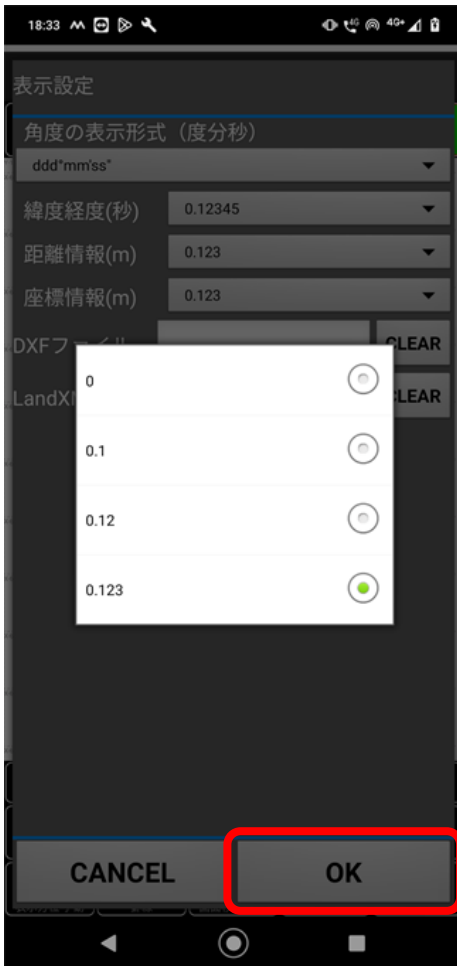 18:33 4G 4G+
表示設定
角度の表示形式（度分秒）
ddd°mm'ss"
緯度経度(秒) 0.12345
距離情報(m) 0.123
座標情報(m) 0.123
CLEAR
0
0.1
0.12
0.123
CANCEL OK